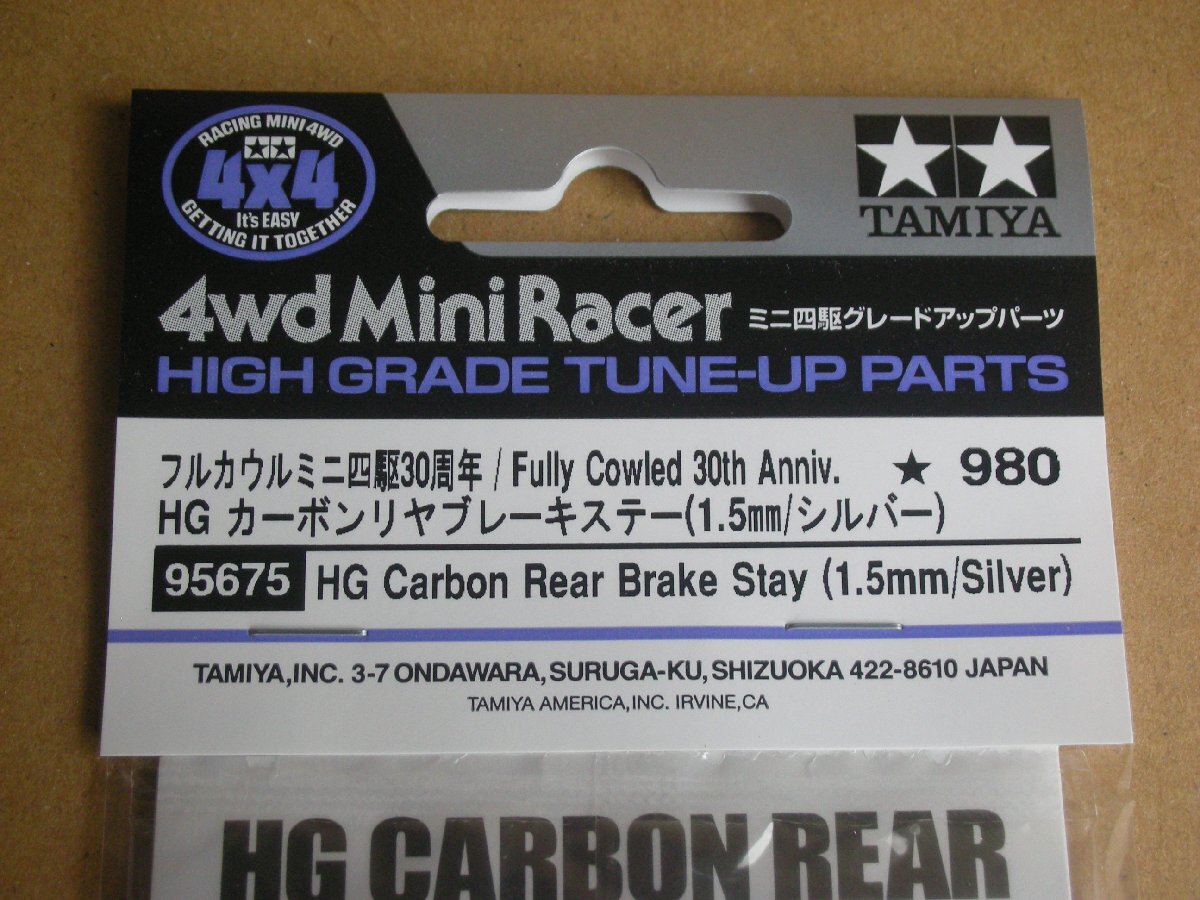 RACING MINI 4WD
4x4
It's EASY
GETTING IT TOGETHER
TAMIYA
4wd Mini Racer ミニ四駆グレードアップパーツ
HIGH GRADE TUNE-UP PARTS
フルカウルミニ四駆30周年 / Fully Cowled 30th Anniv. ★ 980
HG カーボンリヤブレーキステー(1.5mm/シルバー)
95675 HG Carbon Rear Brake Stay (1.5mm/Silver)
TAMIYA,INC. 3-7 ONDAWARA, SURUGA-KU, SHIZUOKA 422-8610 JAPAN
TAMIYA AMERICA,INC. IRVINE,CA
HG CARBON REAR